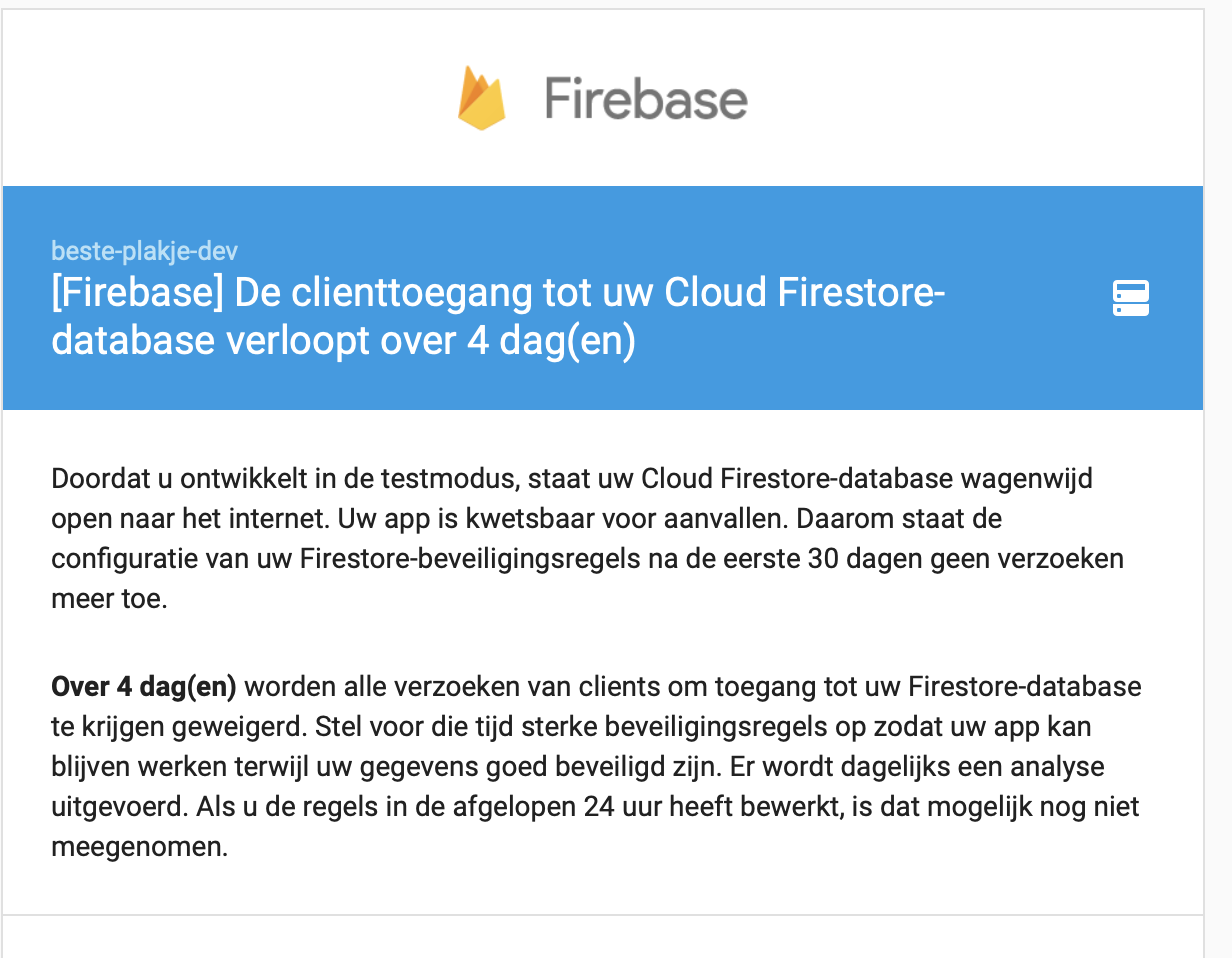 Firebase
beste-plakje-dev
[Firebase] De clienttoegang tot uw Cloud Firestore-
database verloopt over 4 dag(en)
Doordat u ontwikkelt in de testmodus, staat uw Cloud Firestore-database wagenwijd
open naar het internet. Uw app is kwetsbaar voor aanvallen. Daarom staat de
configuratie van uw Firestore-beveiligingsregels na de eerste 30 dagen geen verzoeken
meer toe.
Over 4 dag(en) worden alle verzoeken van clients om toegang tot uw Firestore-database
te krijgen geweigerd. Stel voor die tijd sterke beveiligingsregels op zodat uw app kan
blijven werken terwijl uw gegevens goed beveiligd zijn. Er wordt dagelijks een analyse
uitgevoerd. Als u de regels in de afgelopen 24 uur heeft bewerkt, is dat mogelijk nog niet
meegenomen.